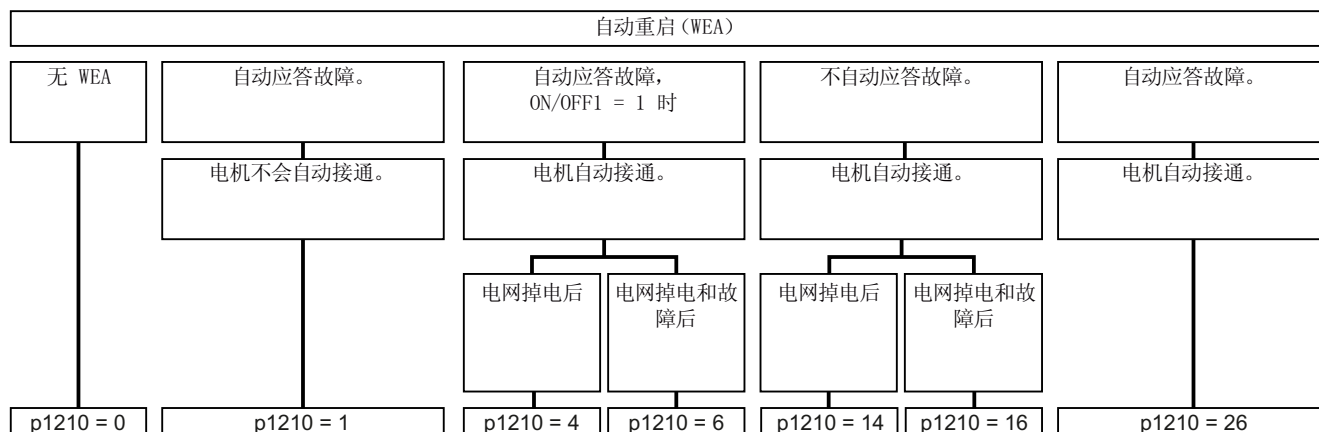 自动重启(WEA)
无 WEA
自动应答故障。
自动应答故障，
ON/OFF1 = 1 时
不自动应答故障。
自动应答故障。
电机不会自动接通。
电机自动接通。
电机自动接通。
电机自动接通。
电网掉电后
电网掉电和故
障后
电网掉电后
电网掉电和故
障后
p1210 = 0
p1210 = 1
p1210 = 4
p1210 = 6
p1210 = 14
p1210 = 16
p1210 = 26